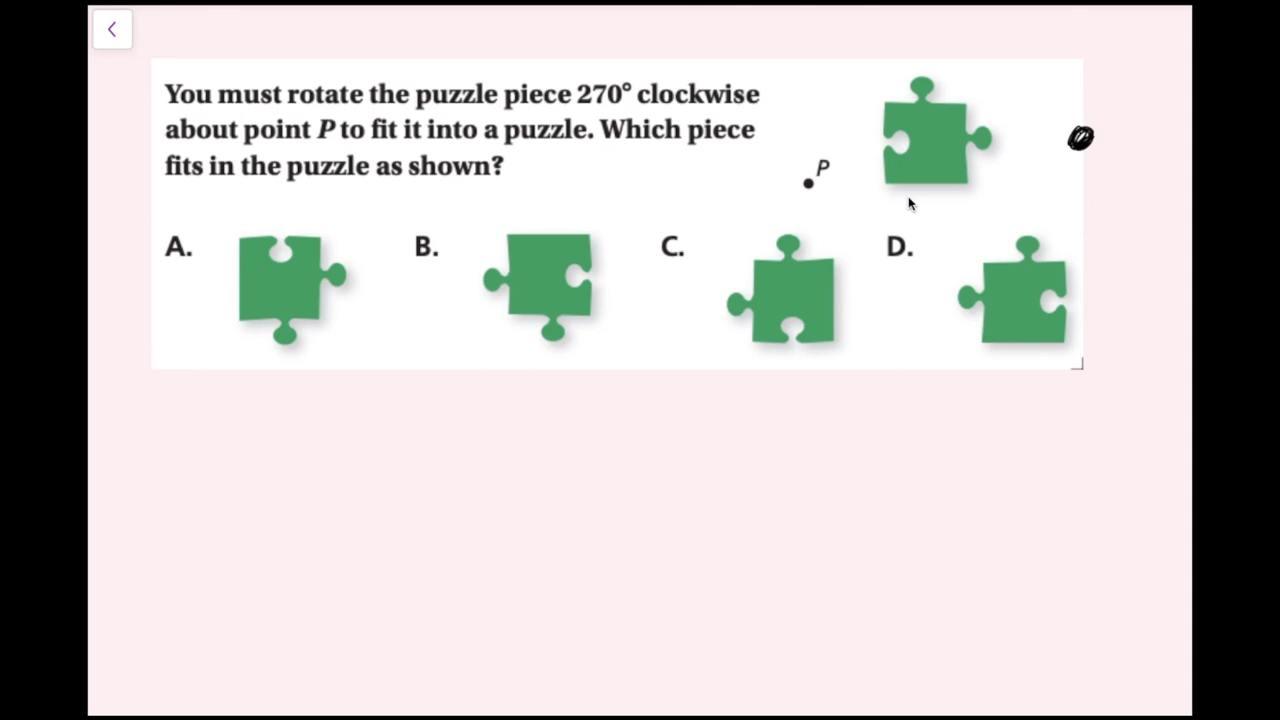 You must rotate the puzzle piece 270° clockwise
about point P to fit it into a puzzle. Which piece
fits in the puzzle as shown?
P
A.
B.
C.
D.